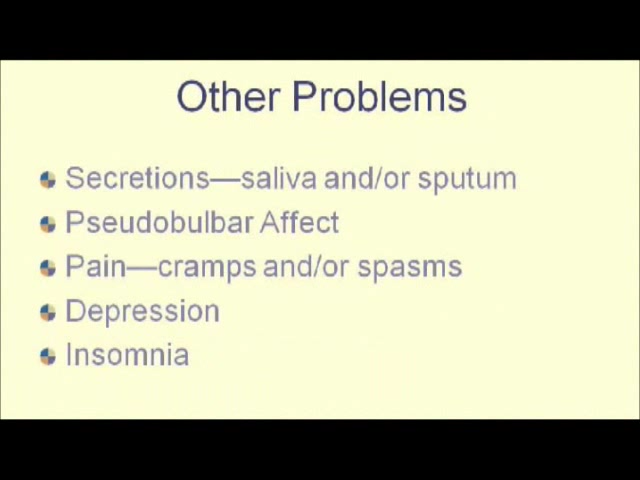 Other Problems
Secretions—saliva and/or sputum
Pseudobulbar Affect
Pain—cramps and/or spasms
Depression
Insomnia